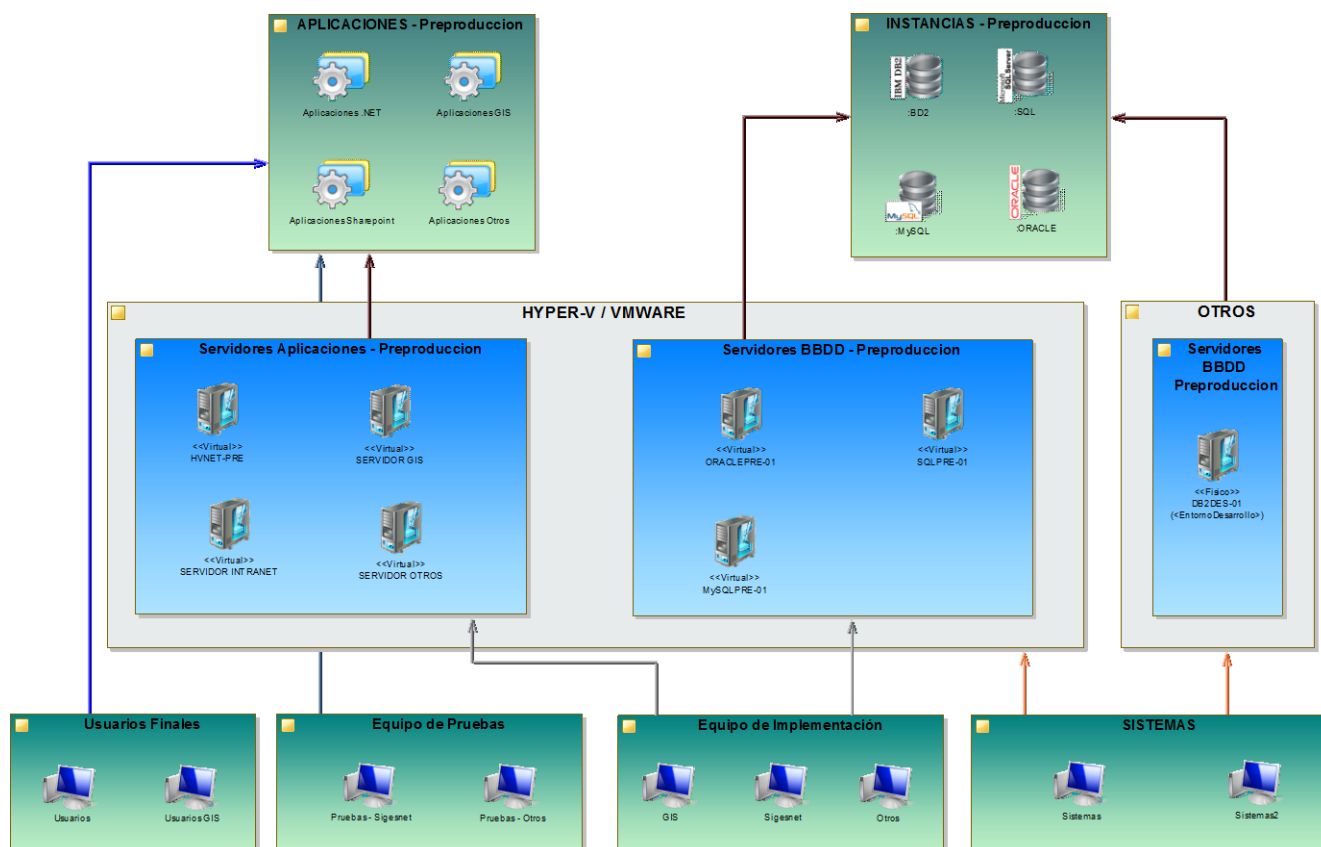 APLICACIONES - Preproduccion
Aplicaciones .NET
Aplicaciones GIS
Aplicaciones Sharepoint
Aplicaciones Otros
INSTANCIAS - Preproduccion
IBM DB2
:BD2
Microsoft
SQL Server
:SQL
MySQL
:MySQL
ORACLE
:ORACLE
HYPER-V / VMWARE
Servidores Aplicaciones - Preproduccion
<<Virtual>>
HVNET-PRE
<<Virtual>>
SERVIDOR GIS
<<Virtual>>
SERVIDOR INTRANET
<<Virtual>>
SERVIDOR OTROS
Servidores BBDD - Preproduccion
<<Virtual>>
ORACLEPRE-01
<<Virtual>>
SQLPRE-01
<<Virtual>>
MySQLPRE-01
OTROS
Servidores
BBDD
Preproduccion
<<Fisico>>
DB2DES-01
(<EntornoDesarrollo>)
Usuarios Finales
Usuarios
Usuarios GIS
Equipo de Pruebas
Pruebas - Sigesnet
Pruebas - Otros
Equipo de Implementación
GIS
Sigesnet
Otros
SISTEMAS
Sistemas
Sistemas2